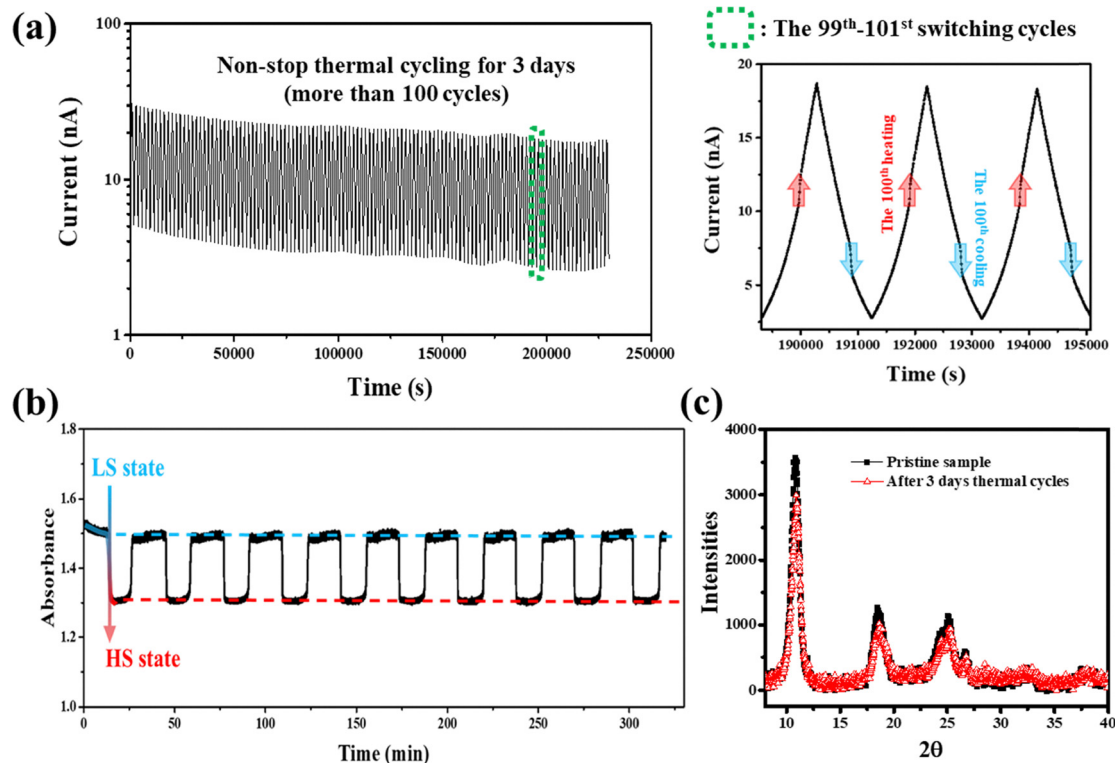 (a)
100
10
1
Current (nA)
Non-stop thermal cycling for 3 days
(more than 100 cycles)
0
50000
100000
150000
200000
250000
Time (s)
: The 99th-101st switching cycles
20
15
10
5
Current (nA)
The 100th heating
The 100th cooling
190000
191000
192000
193000
194000
195000
Time (s)
(b)
1.8
1.6
1.4
1.2
1.0
Absorbance
LS state
HS state
0
50
100
150
200
250
300
Time (min)
(c)
4000
3000
2000
1000
0
Intensities
Pristine sample
After 3 days thermal cycles
10
15
20
25
30
35
40
2θ